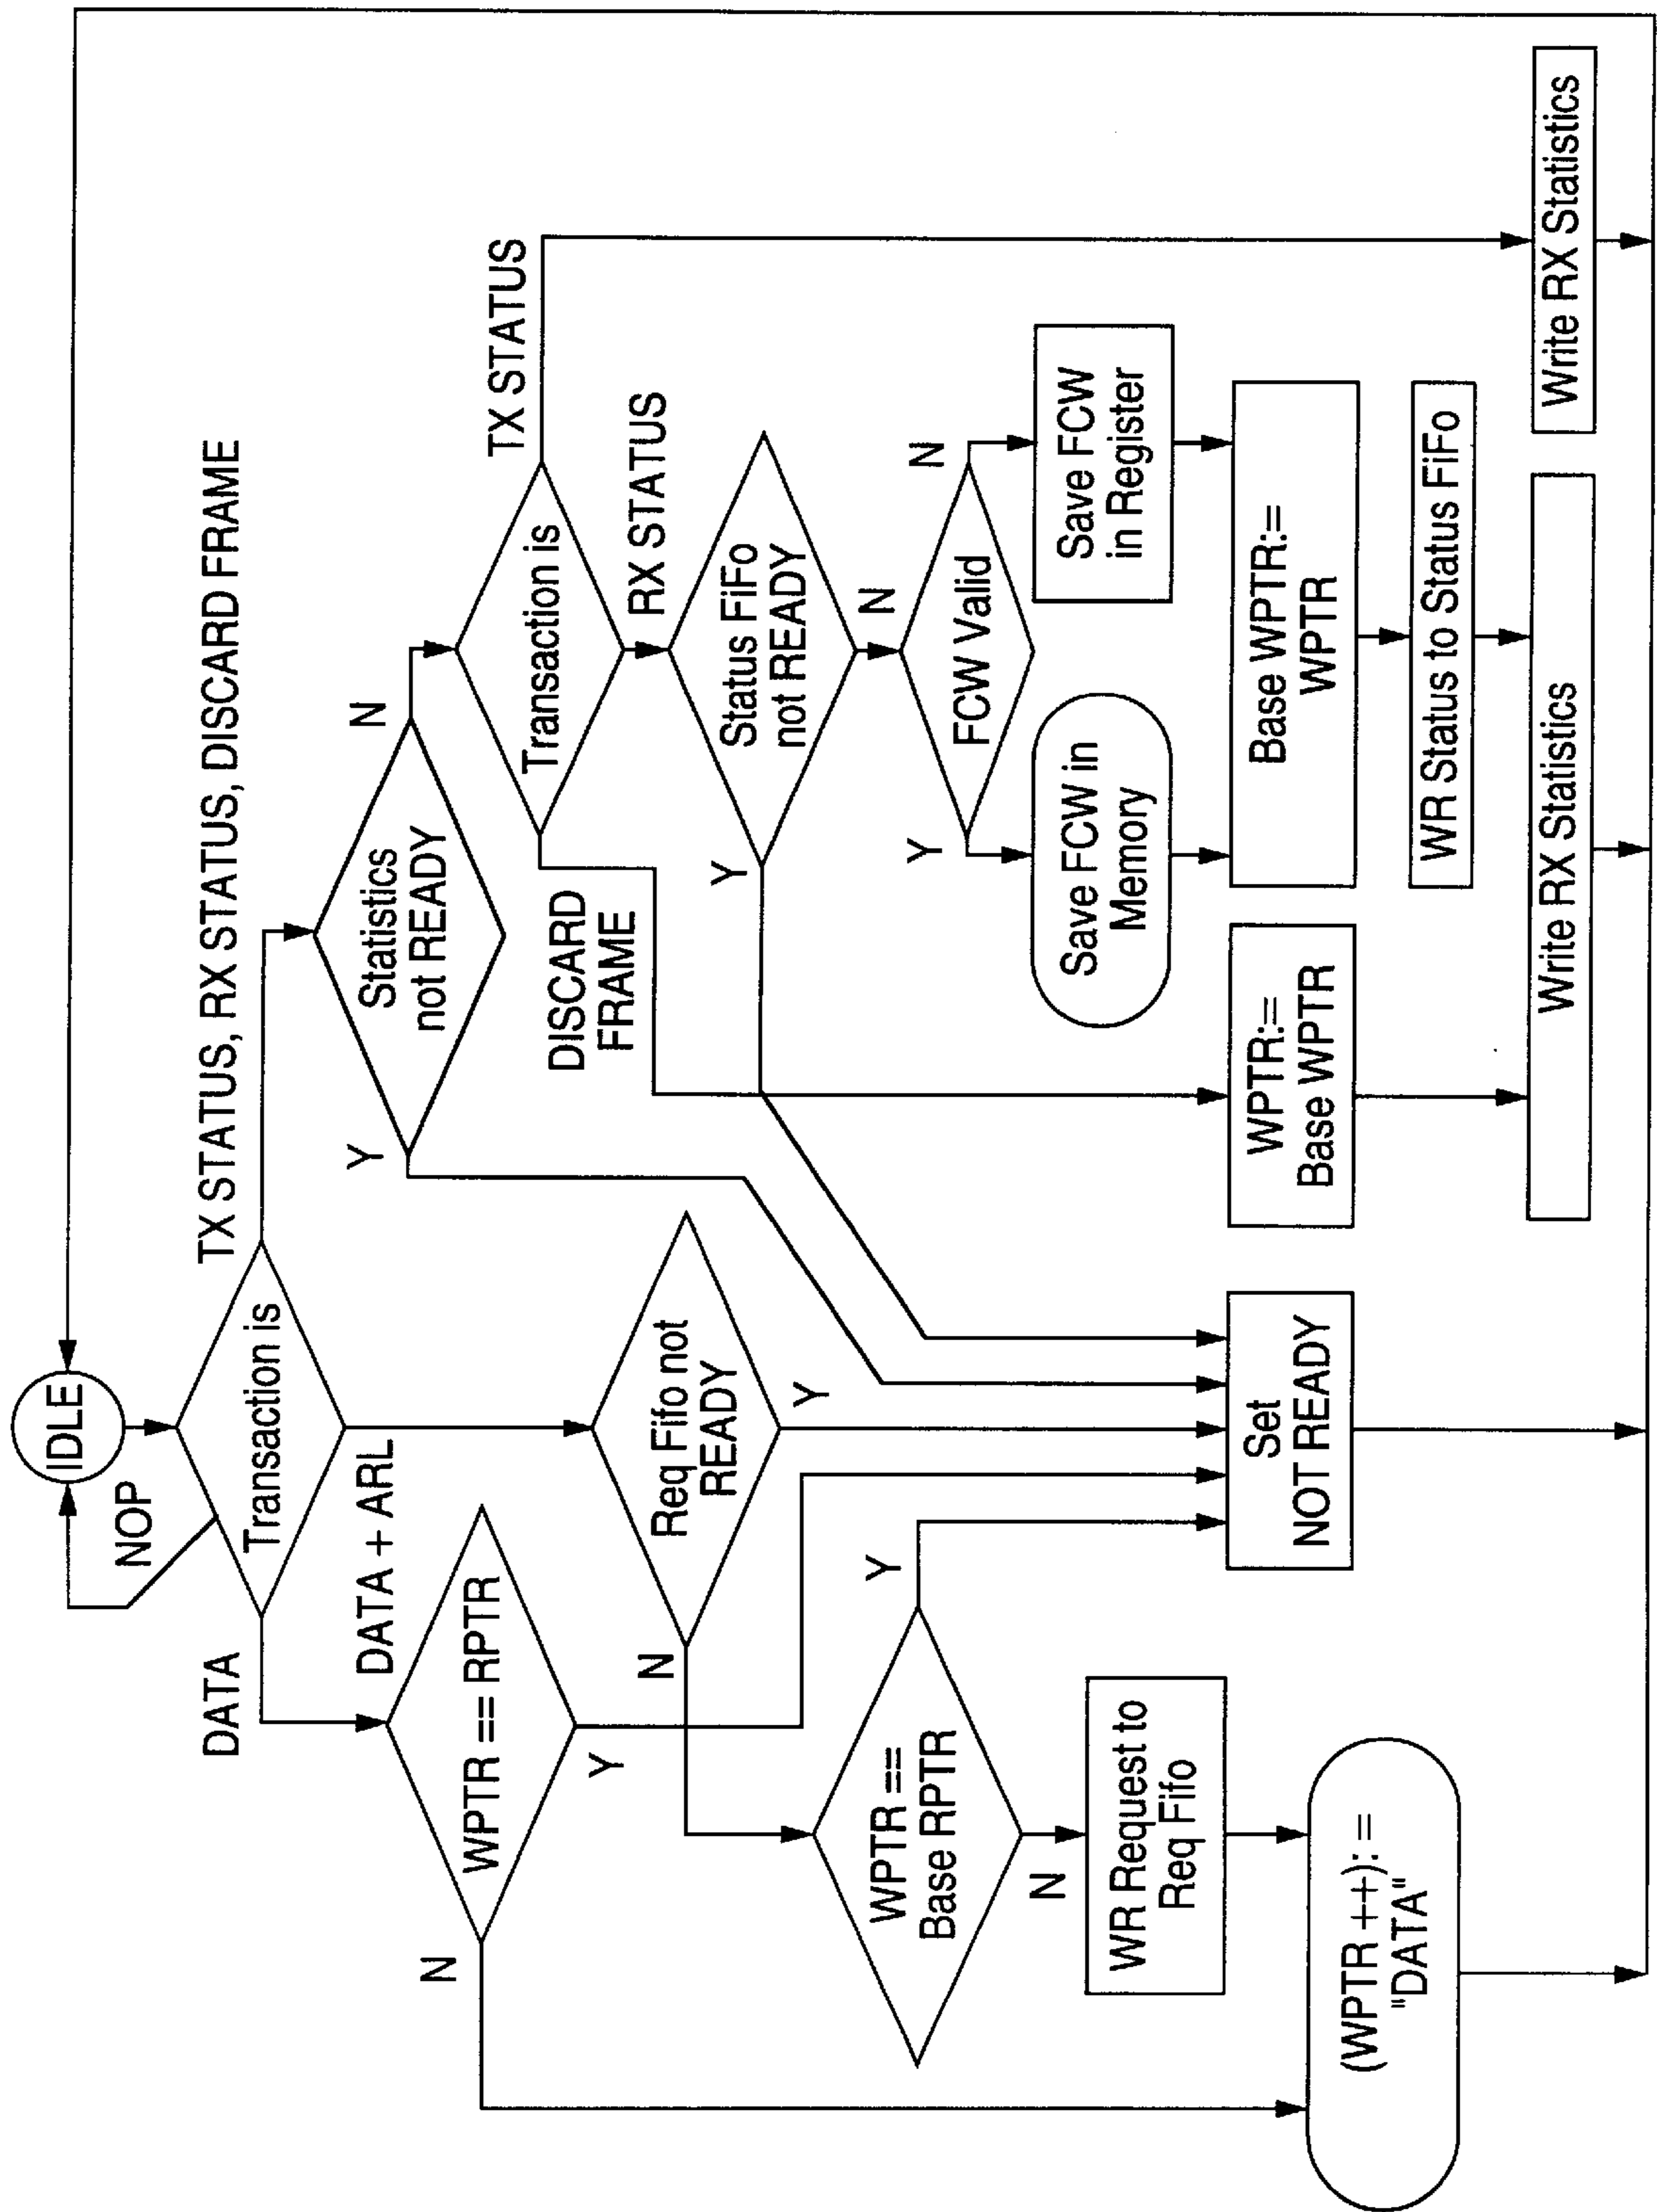 IDLE
NOP
Transaction is
TX STATUS, RX STATUS, DISCARD FRAME
DATA
DATA + ARL
Statistics
not READY
Y
N
WPTR == RPTR
N
Y
Transaction is
TX STATUS
DISCARD
FRAME
RX STATUS
Req Fifo not
READY
N
Y
Status FiFo
not READY
Y
N
WPTR ==
Base RPTR
Y
N
FCW Valid
Y
N
WR Request to
Req Fifo
Save FCW in
Memory
Save FCW
in Register
Set
NOT READY
WPTR:=
Base WPTR
Base WPTR:=
WPTR
(WPTR ++): =
"DATA"
WR Status to Status FiFo
Write RX Statistics
Write RX Statistics